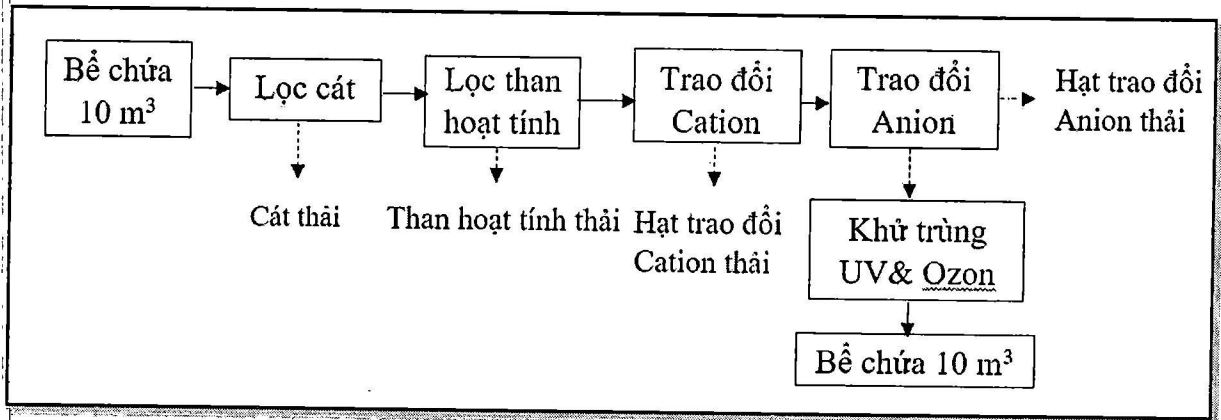 Bể chứa
10 m³
Lọc cát
Lọc than
hoạt tính
Trao đổi
Cation
Trao đổi
Anion
Hạt trao đổi
Anion thải
Cát thải
Than hoạt tính thải
Hạt trao đổi
Cation thải
Khử trùng
UV& Ozon
Bể chứa 10 m³